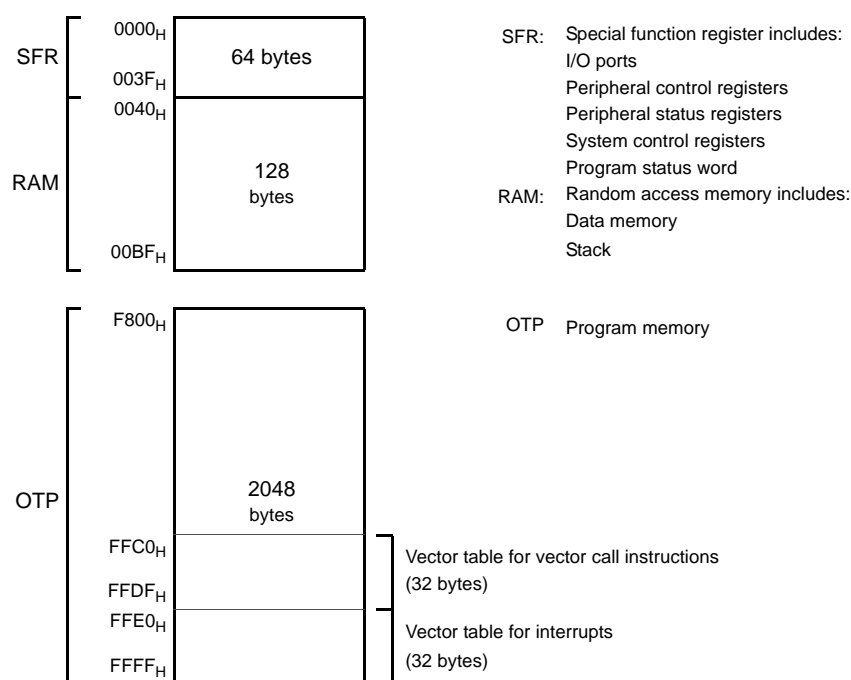 SFR
0000H
003FH
64 bytes
RAM
0040H
00BFH
128
bytes
SFR: Special function register includes:
I/O ports
Peripheral control registers
Peripheral status registers
System control registers
Program status word
RAM: Random access memory includes:
Data memory
Stack
OTP Program memory
OTP
F800H
2048
bytes
FFC0H
FFDFH
Vector table for vector call instructions
(32 bytes)
FFE0H
FFFFH
Vector table for interrupts
(32 bytes)